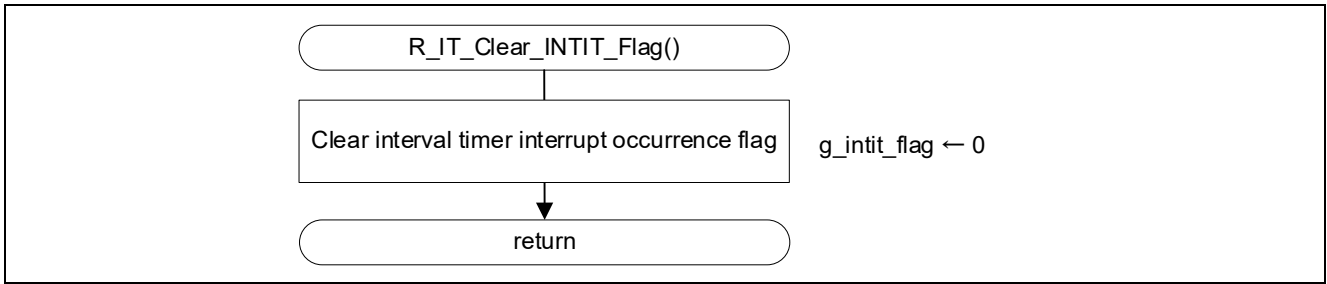 R_IT_Clear_INTIT_Flag()
Clear interval timer interrupt occurrence flag
g_intit_flag ← 0
return